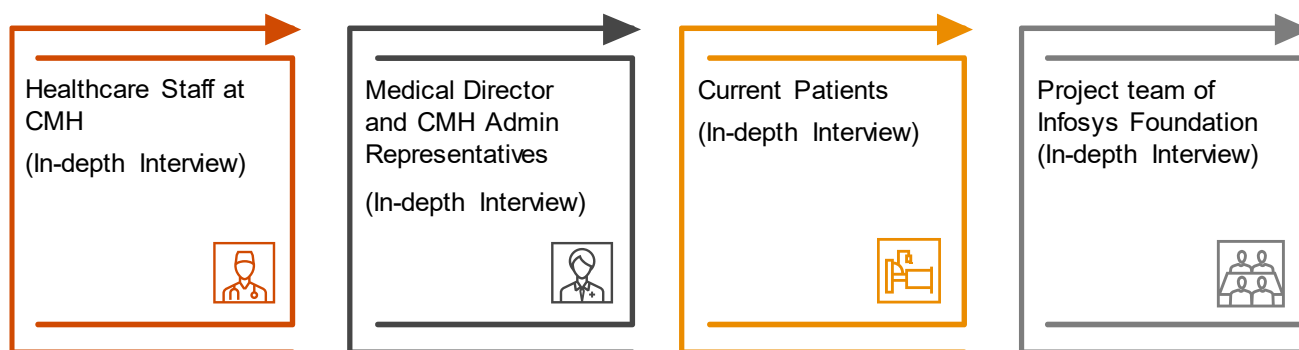 Healthcare Staff at
CMH
(In-depth Interview)
Medical Director
and CMH Admin
Representatives
(In-depth Interview)
Current Patients
(In-depth Interview)
Project team of
Infosys Foundation
(In-depth Interview)